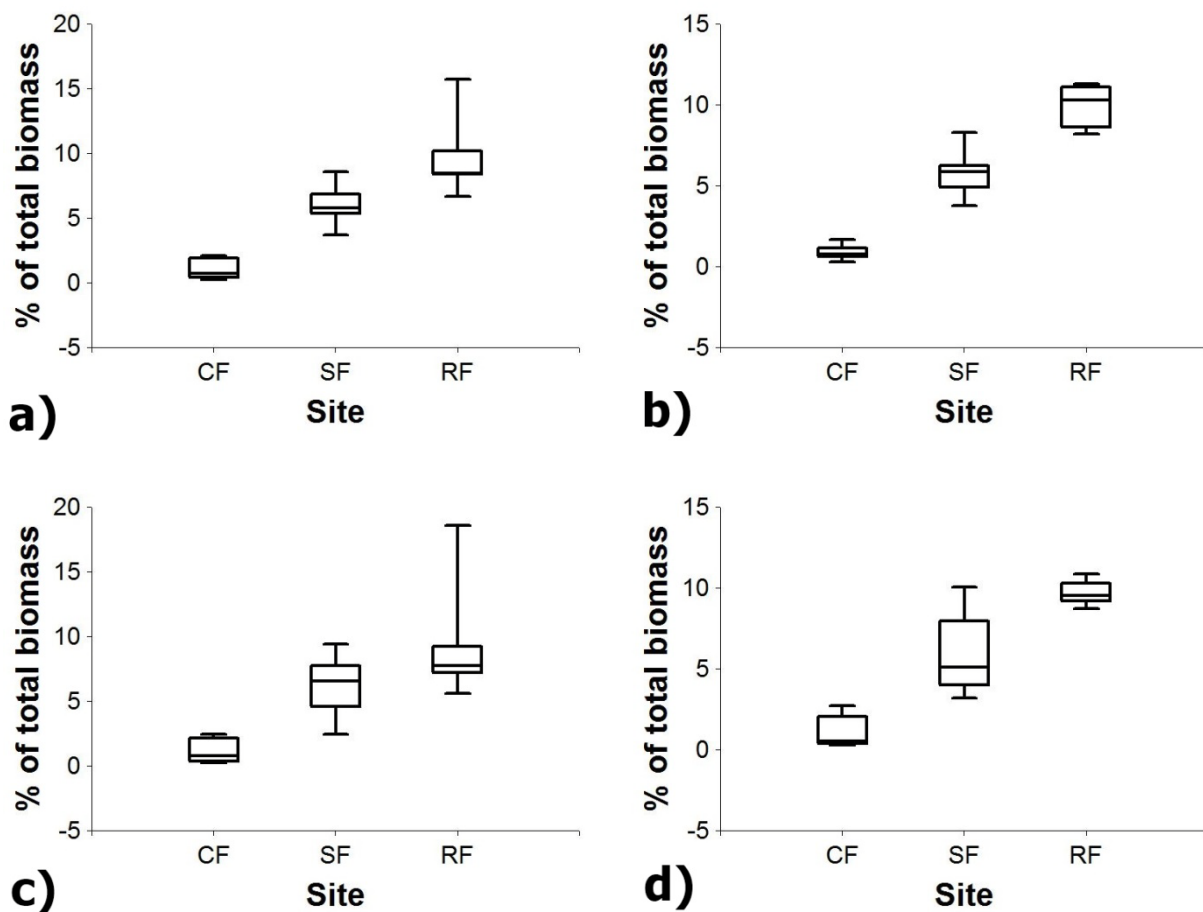 % of total biomass
20
15
10
5
0
-5
CF SF RF
Site
a)
% of total biomass
15
10
5
0
-5
CF SF RF
Site
b)
% of total biomass
20
15
10
5
0
-5
CF SF RF
Site
c)
% of total biomass
15
10
5
0
-5
CF SF RF
Site
d)